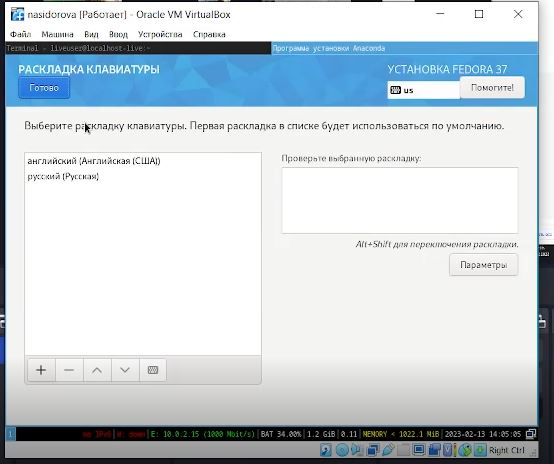 nasidorova [Работает] - Oracle VM VirtualBox
Файл Машина Вид Ввод Устройства Справка
Terminal - liveuser@localhost-live:~
Программа установки Anaconda
РАСКЛАДКА КЛАВИАТУРЫ
УСТАНОВКА FEDORA 37
Готово
us
Помогите!
Выберите раскладку клавиатуры. Первая раскладка в списке будет использоваться по умолчанию.
английский (Английская (США))
русский (Русская)
Проверьте выбранную раскладку:
Alt+Shift для переключения раскладки.
Параметры
1
no IPv6|W: down|E: 10.0.2.15 (1000 Mbit/s)|BAT 34.00%|1.2 GiB|0.11|MEMORY < 1022.1 MiB|2023-02-13 14:05:05
Right Ctrl